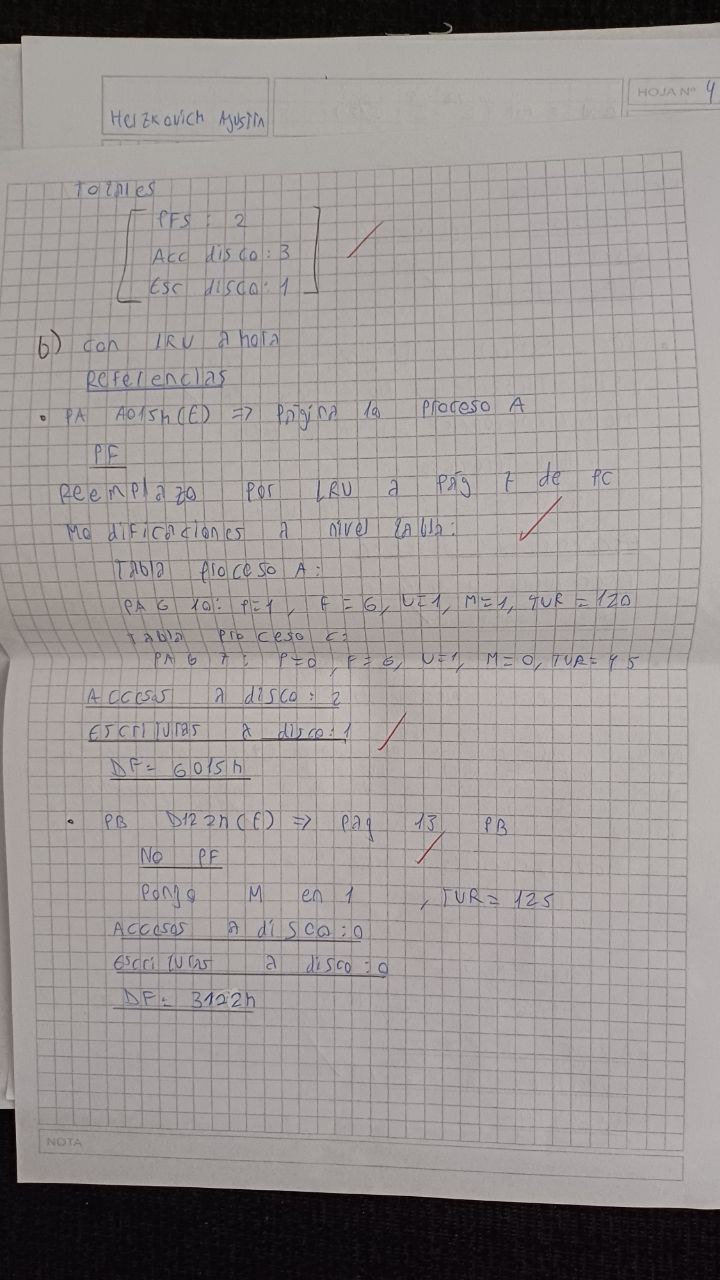 HOJA Nº 4
Herzkovich Agustin
Totales
PFS: 2
Acc disco: 3
Esc disco: 1
b) con LRU ahora
Referencias
• PA A015h(E) => Página 10 Proceso A
PF
Reemplazo por LRU a Pág 7 de PC
Modificaciones a nivel tabla:
Tabla Proceso A:
PAG 10: P=1, F=6, U=1, M=1, TUR=120
Tabla Proceso C:
PAG 7: P=0, F=6, U=1, M=0, TUR=45
Accesos a disco: 2
Escrituras a disco: 1
DF= 6015h
• PB D122h(E) => Pág 13, PB
No PF
Pongo M en 1, TUR= 125
Accesos a disco: 0
Escrituras a disco: 0
DF= 3122h
NOTA